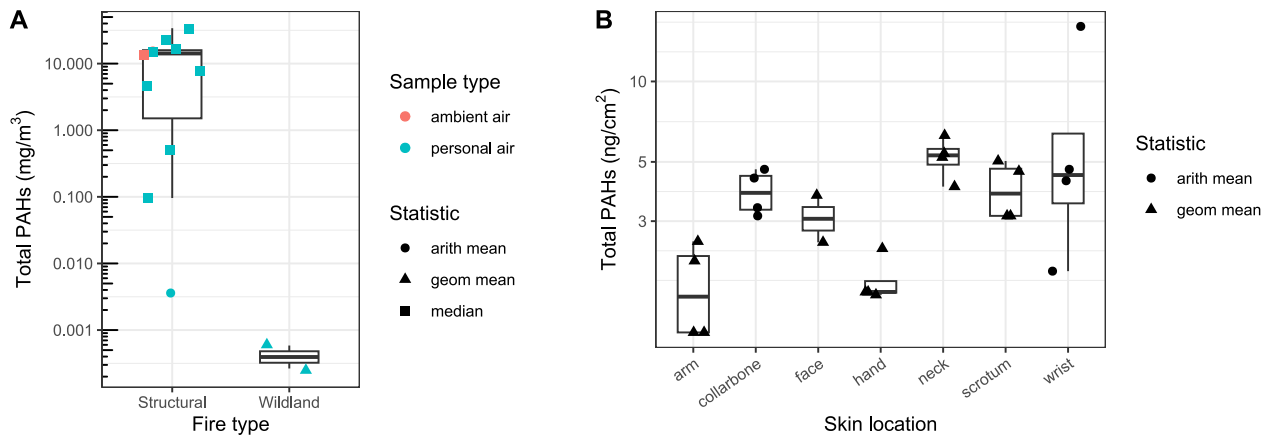 A
Total PAHs (mg/m³)
10.000
1.000
0.100
0.010
0.001
Structural
Wildland
Fire type
Sample type
ambient air
personal air
Statistic
arith mean
geom mean
median
B
Total PAHs (ng/cm²)
10
5
3
arm
collarbone
face
hand
neck
scrotum
wrist
Skin location
Statistic
arith mean
geom mean